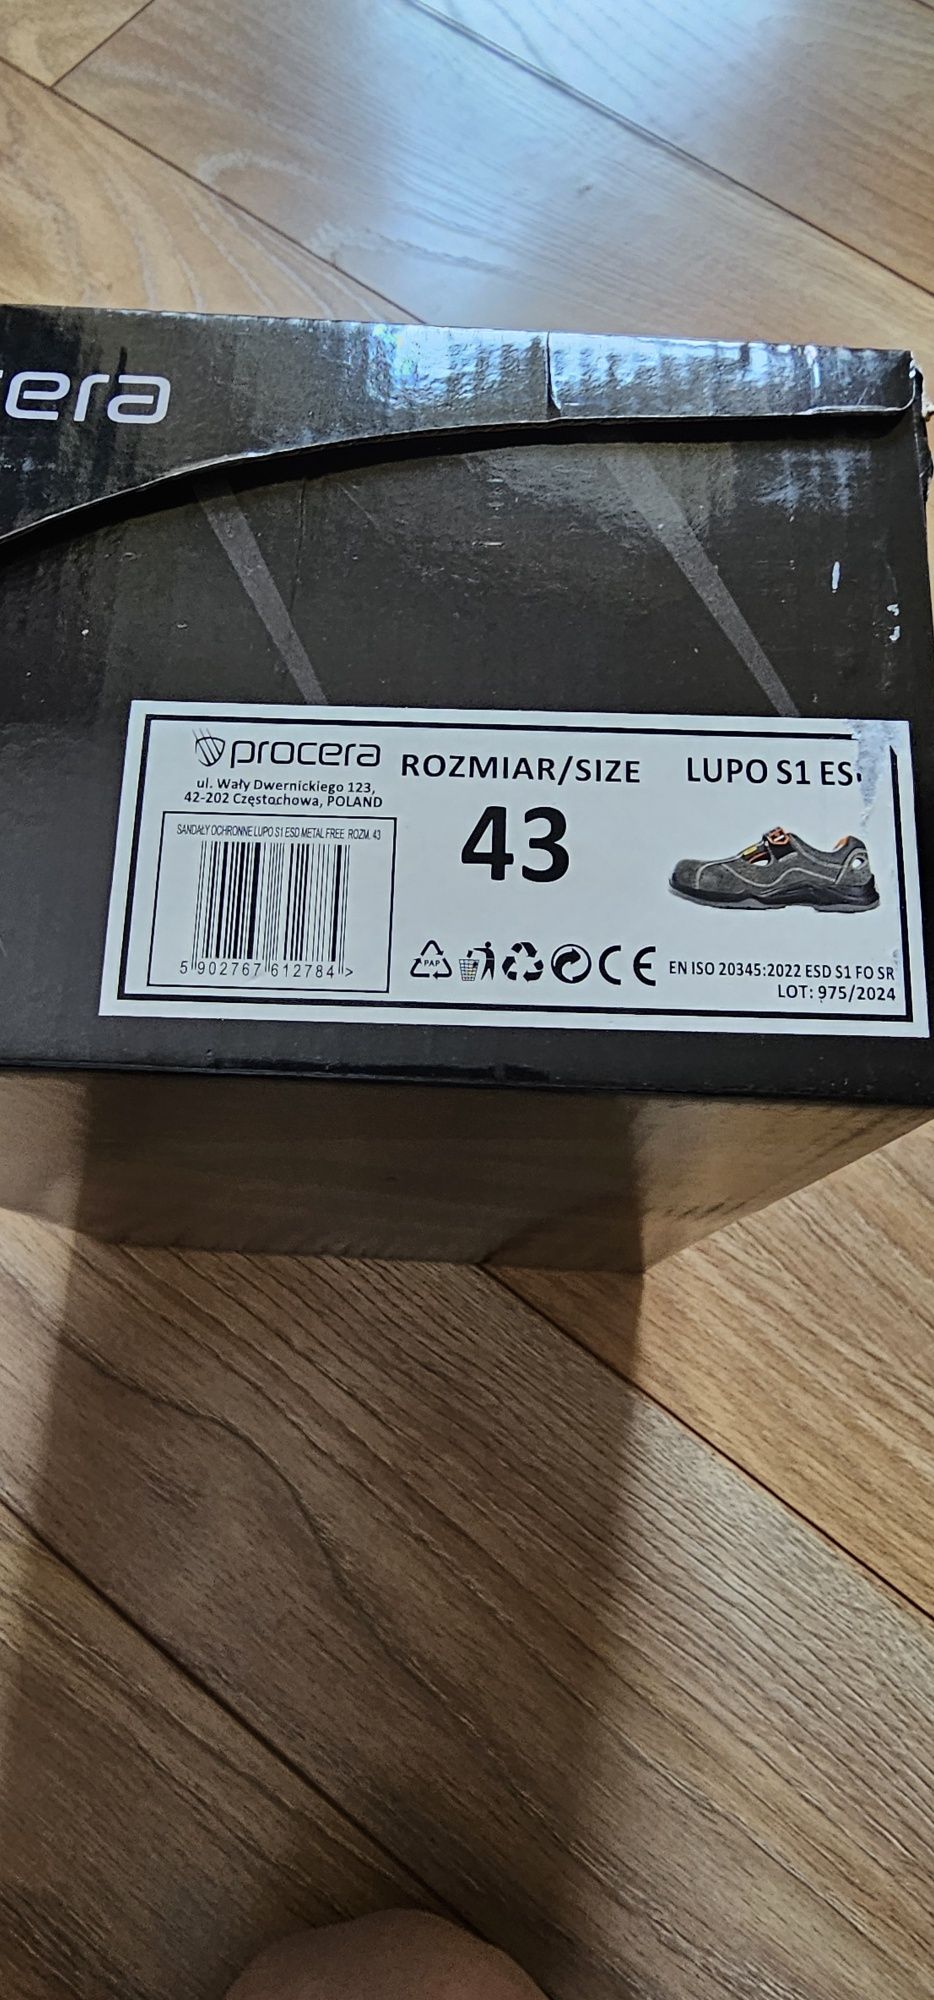 procera
ROZMIAR/SIZE
LUPO S1
ul. Wały Dwernickiego 123,
42-202 Częstochowa, POLAND
43
SANDAŁY OCHRONNE LUPO S1 ESD METAL FREE ROZM. 43
5 902767 612784 >
PAP
CE
EN ISO 20345:2022 ESD S1 FO SR
LOT: 975/2024